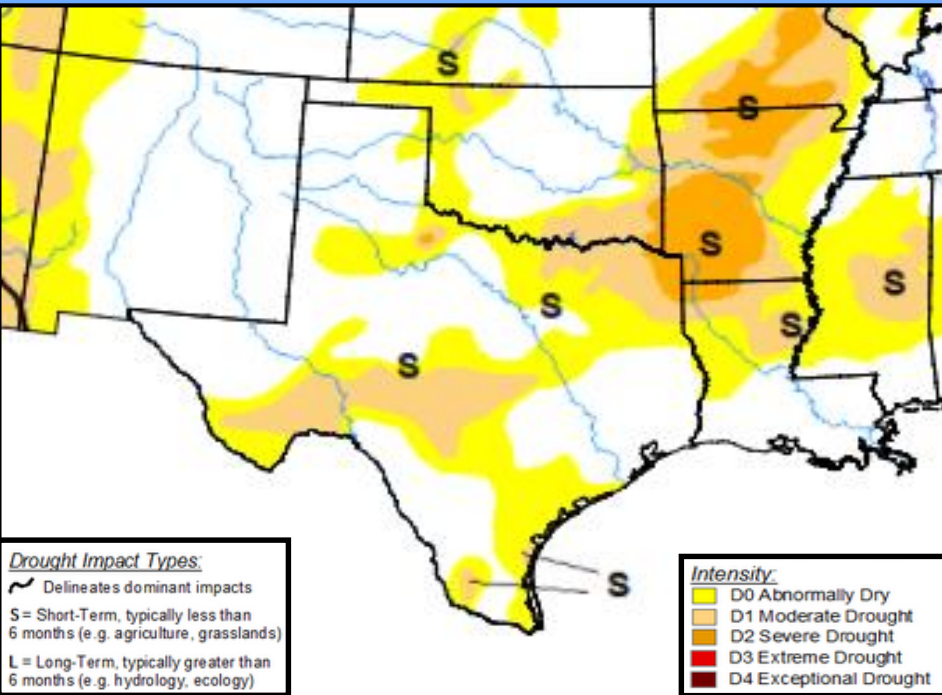 S
S
S
S
S
S
S
S
Drought Impact Types:
Delineates dominant impacts
S = Short-Term, typically less than
6 months (e.g. agriculture, grasslands)
L = Long-Term, typically greater than
6 months (e.g. hydrology, ecology)
Intensity:
D0 Abnormally Dry
D1 Moderate Drought
D2 Severe Drought
D3 Extreme Drought
D4 Exceptional Drought